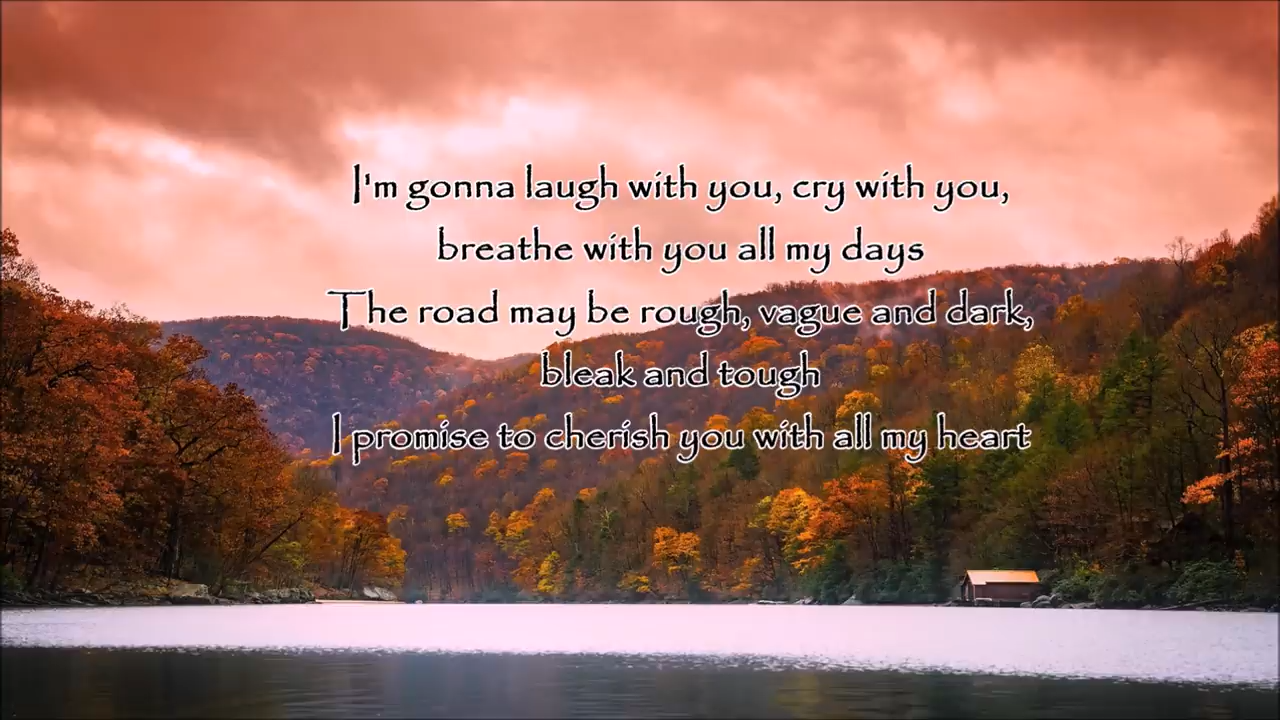 I'm gonna laugh with you, cry with you,
breathe with you all my days
The road may be rough, vague and dark,
bleak and tough
I promise to cherish you with all my heart